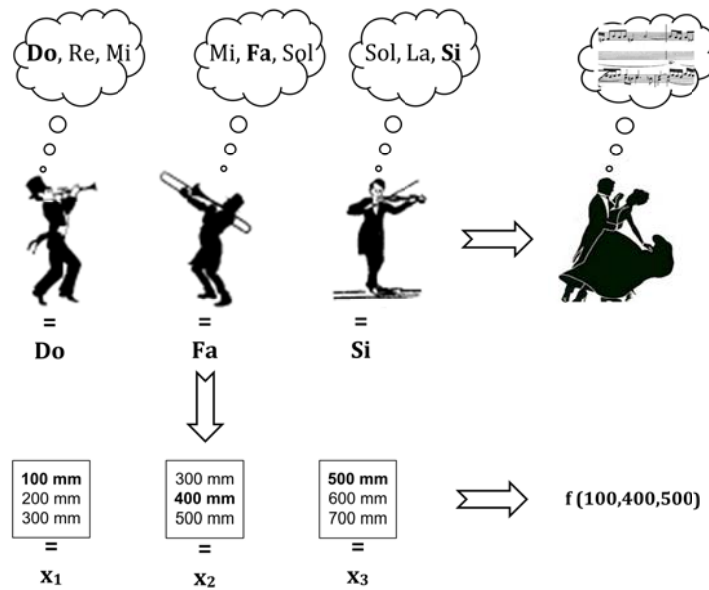 Do, Re, Mi
Mi, Fa, Sol
Sol, La, Si
= = =
Do Fa Si
100 mm
200 mm
300 mm
300 mm
400 mm
500 mm
500 mm
600 mm
700 mm
f (100,400,500)
= = =
x₁ x₂ x₃